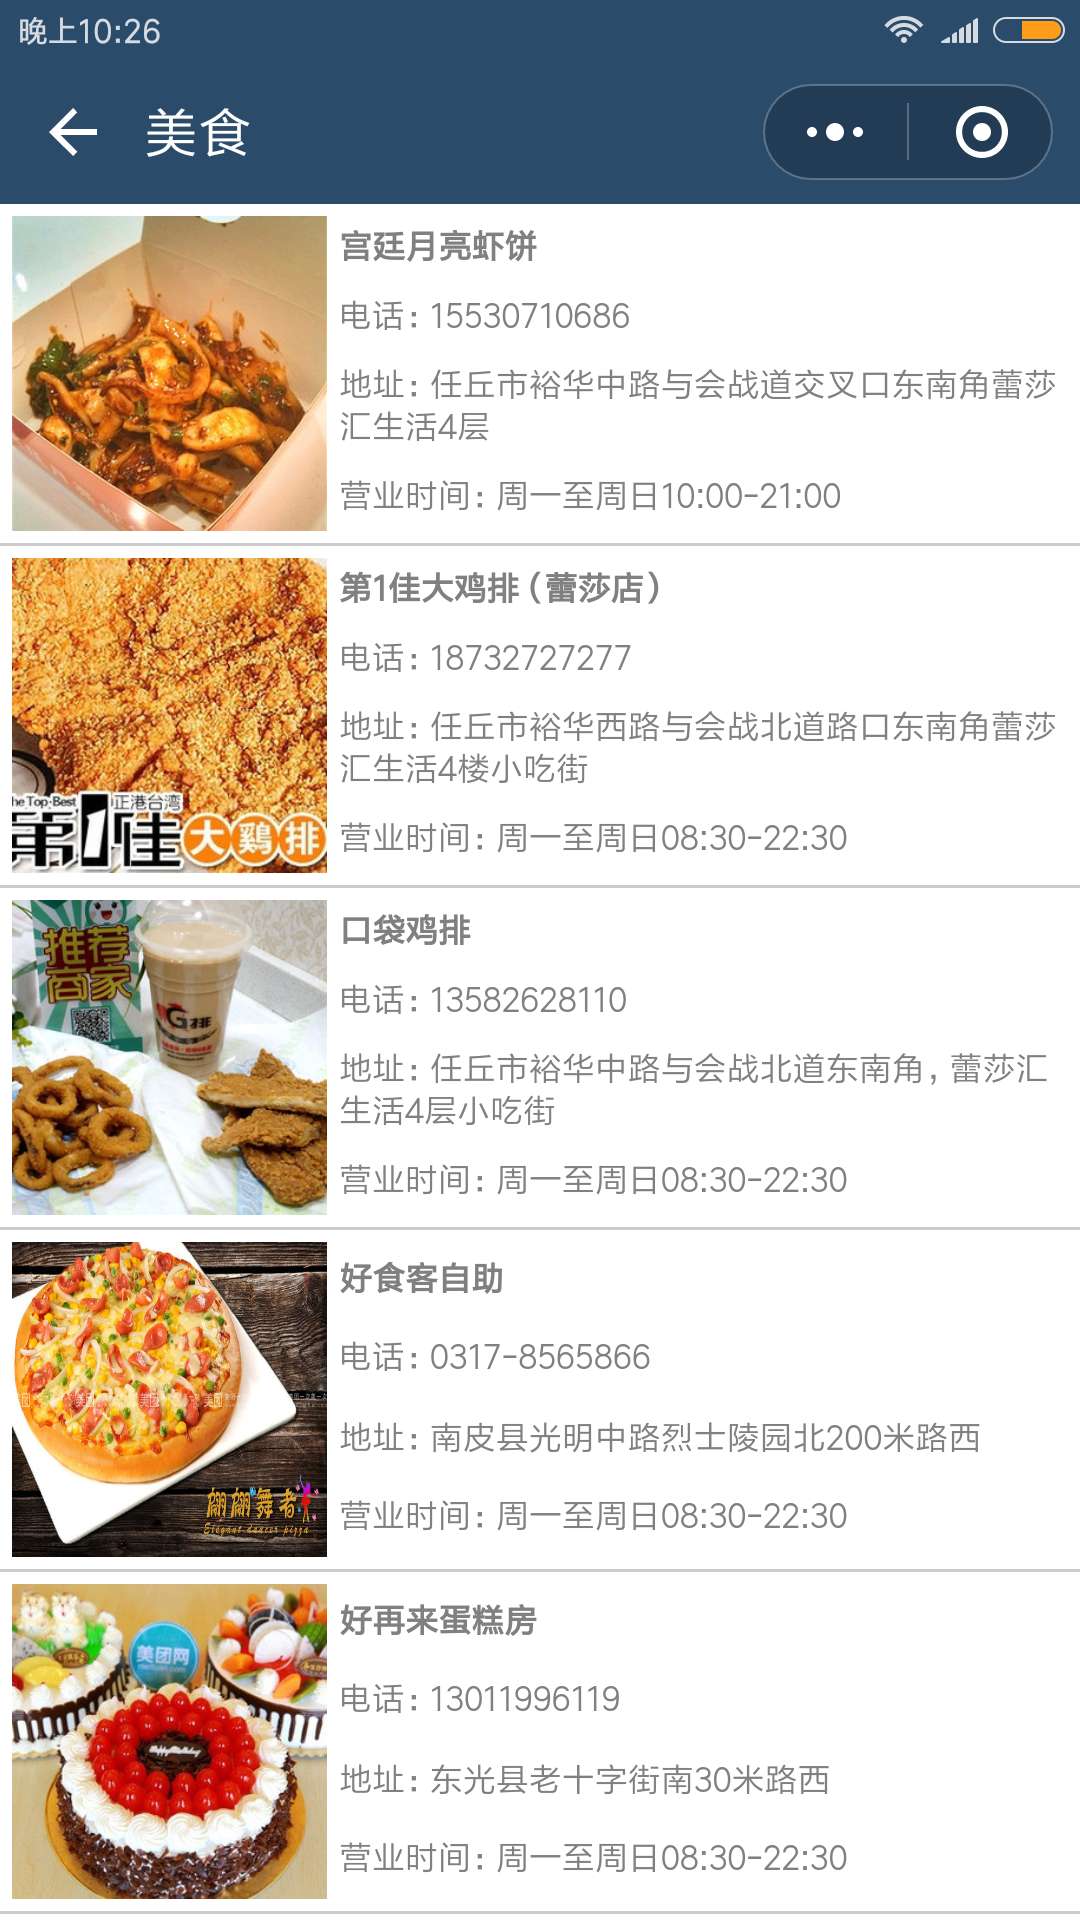 晚上10:26
美食
宫廷月亮虾饼
电话：15530710686
地址：任丘市裕华中路与会战道交叉口东南角蕾莎
汇生活4层
营业时间：周一至周日10:00-21:00
第1佳大鸡排（蕾莎店）
电话：18732727277
地址：任丘市裕华西路与会战北道路口东南角蕾莎
汇生活4楼小吃街
营业时间：周一至周日08:30-22:30
he Top·Best
正港台湾
第1佳大鷄排
口袋鸡排
电话：13582628110
地址：任丘市裕华中路与会战北道东南角，蕾莎汇
生活4层小吃街
营业时间：周一至周日08:30-22:30
推荐
商家
G排
好食客自助
电话：0317-8565866
地址：南皮县光明中路烈士陵园北200米路西
营业时间：周一至周日08:30-22:30
美团
美团
美团
栩栩舞者
Elegant dancer pizza
好再来蛋糕房
电话：13011996119
地址：东光县老十字街南30米路西
营业时间：周一至周日08:30-22:30
美团网